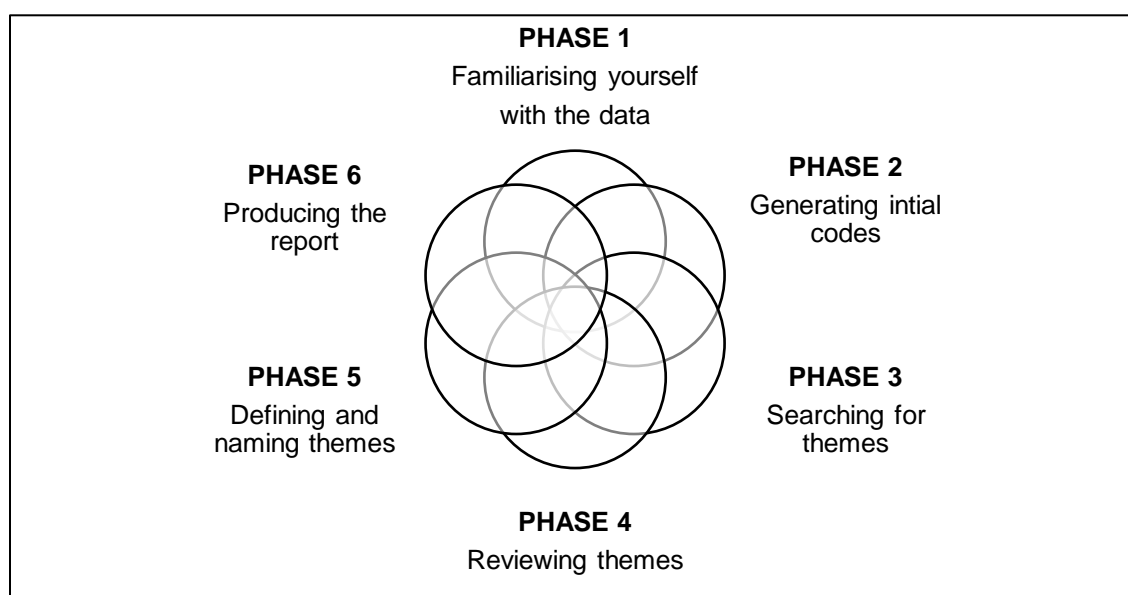 PHASE 1
Familiarising yourself
with the data
PHASE 2
Generating intial
codes
PHASE 3
Searching for
themes
PHASE 4
Reviewing themes
PHASE 5
Defining and
naming themes
PHASE 6
Producing the
report